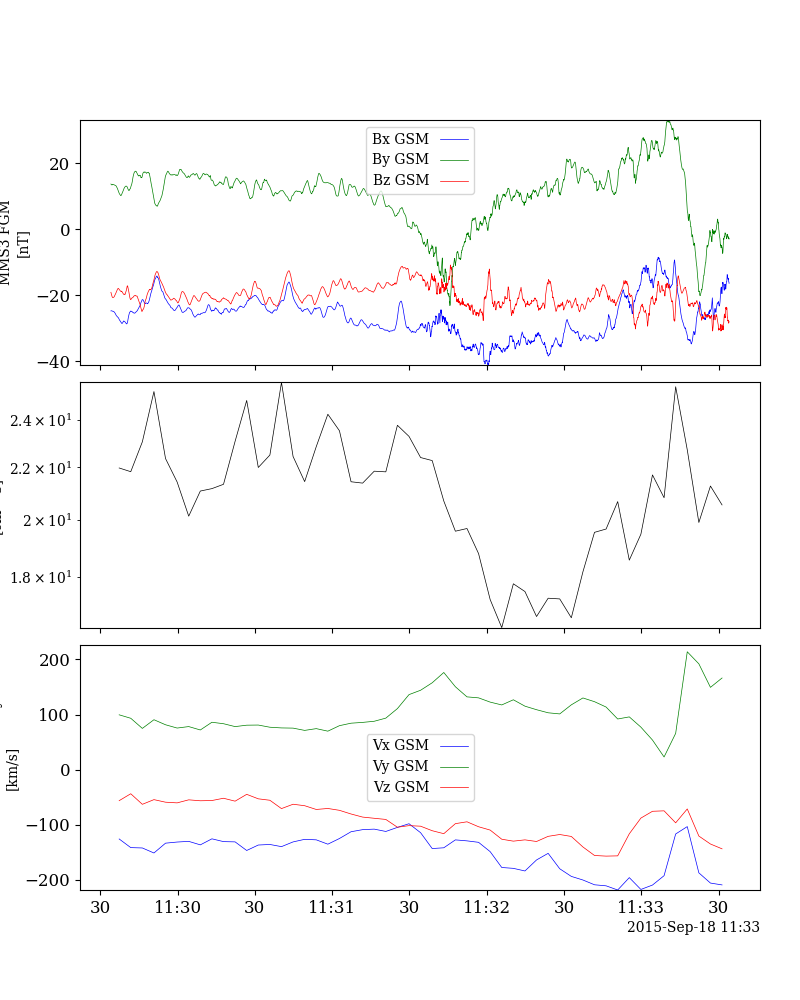 20
0
−20
−40
MMS3 FGM
[nT]
Bx GSM
By GSM
Bz GSM
2.4 × 10¹
2.2 × 10¹
2 × 10¹
1.8 × 10¹
200
100
0
−100
−200
[km/s]
Vx GSM
Vy GSM
Vz GSM
30 11:30 30 11:31 30 11:32 30 11:33 30
2015-Sep-18 11:33